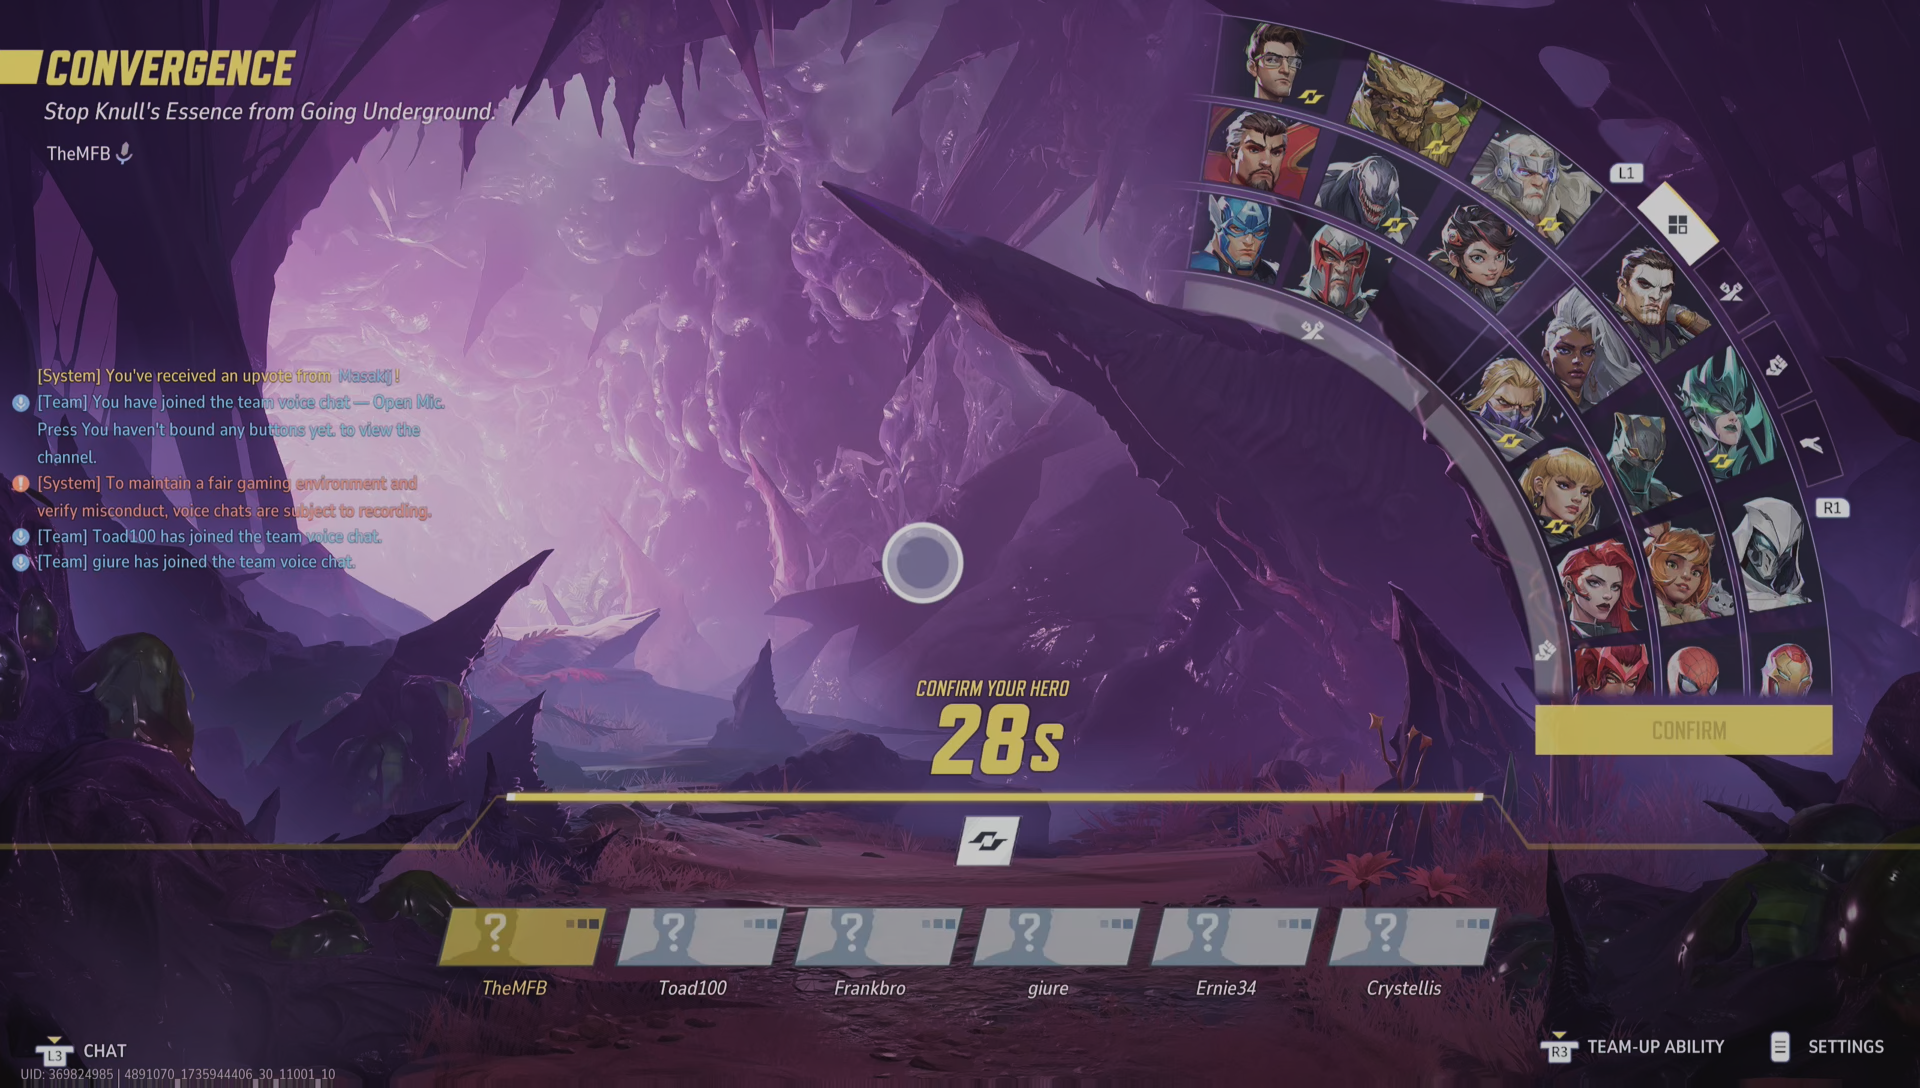 CONVERGENCE
Stop Knull's Essence from Going Underground.
TheMFB
L1
[System] You've received an upvote from Masakij!
[Team] You have joined the team voice chat — Open Mic.
Press You haven't bound any buttons yet. to view the
channel.
[System] To maintain a fair gaming environment and
verify misconduct, voice chats are subject to recording.
[Team] Toad100 has joined the team voice chat.
[Team] giure has joined the team voice chat.
R1
CONFIRM YOUR HERO
28s
CONFIRM
TheMFB
Toad100
Frankbro
giure
Ernie34
Crystellis
L3 CHAT
R3 TEAM-UP ABILITY
SETTINGS
UID: 369824985 | 4891070_1735944406_30_11001_10